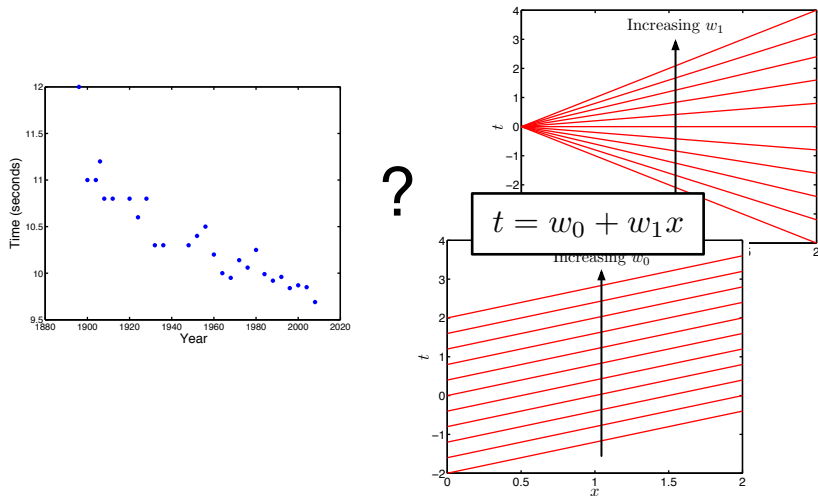 12
11.5
11
10.5
10
9.5
Time (seconds)
1880 1900 1920 1940 1960 1980 2000 2020
Year
?
4
3
2
1
0
−1
−2
t
Increasing w₁
2
t = w₀ + w₁x
Increasing w₀
4
3
2
1
0
−1
−2
t
0 0.5 1 1.5 2
x